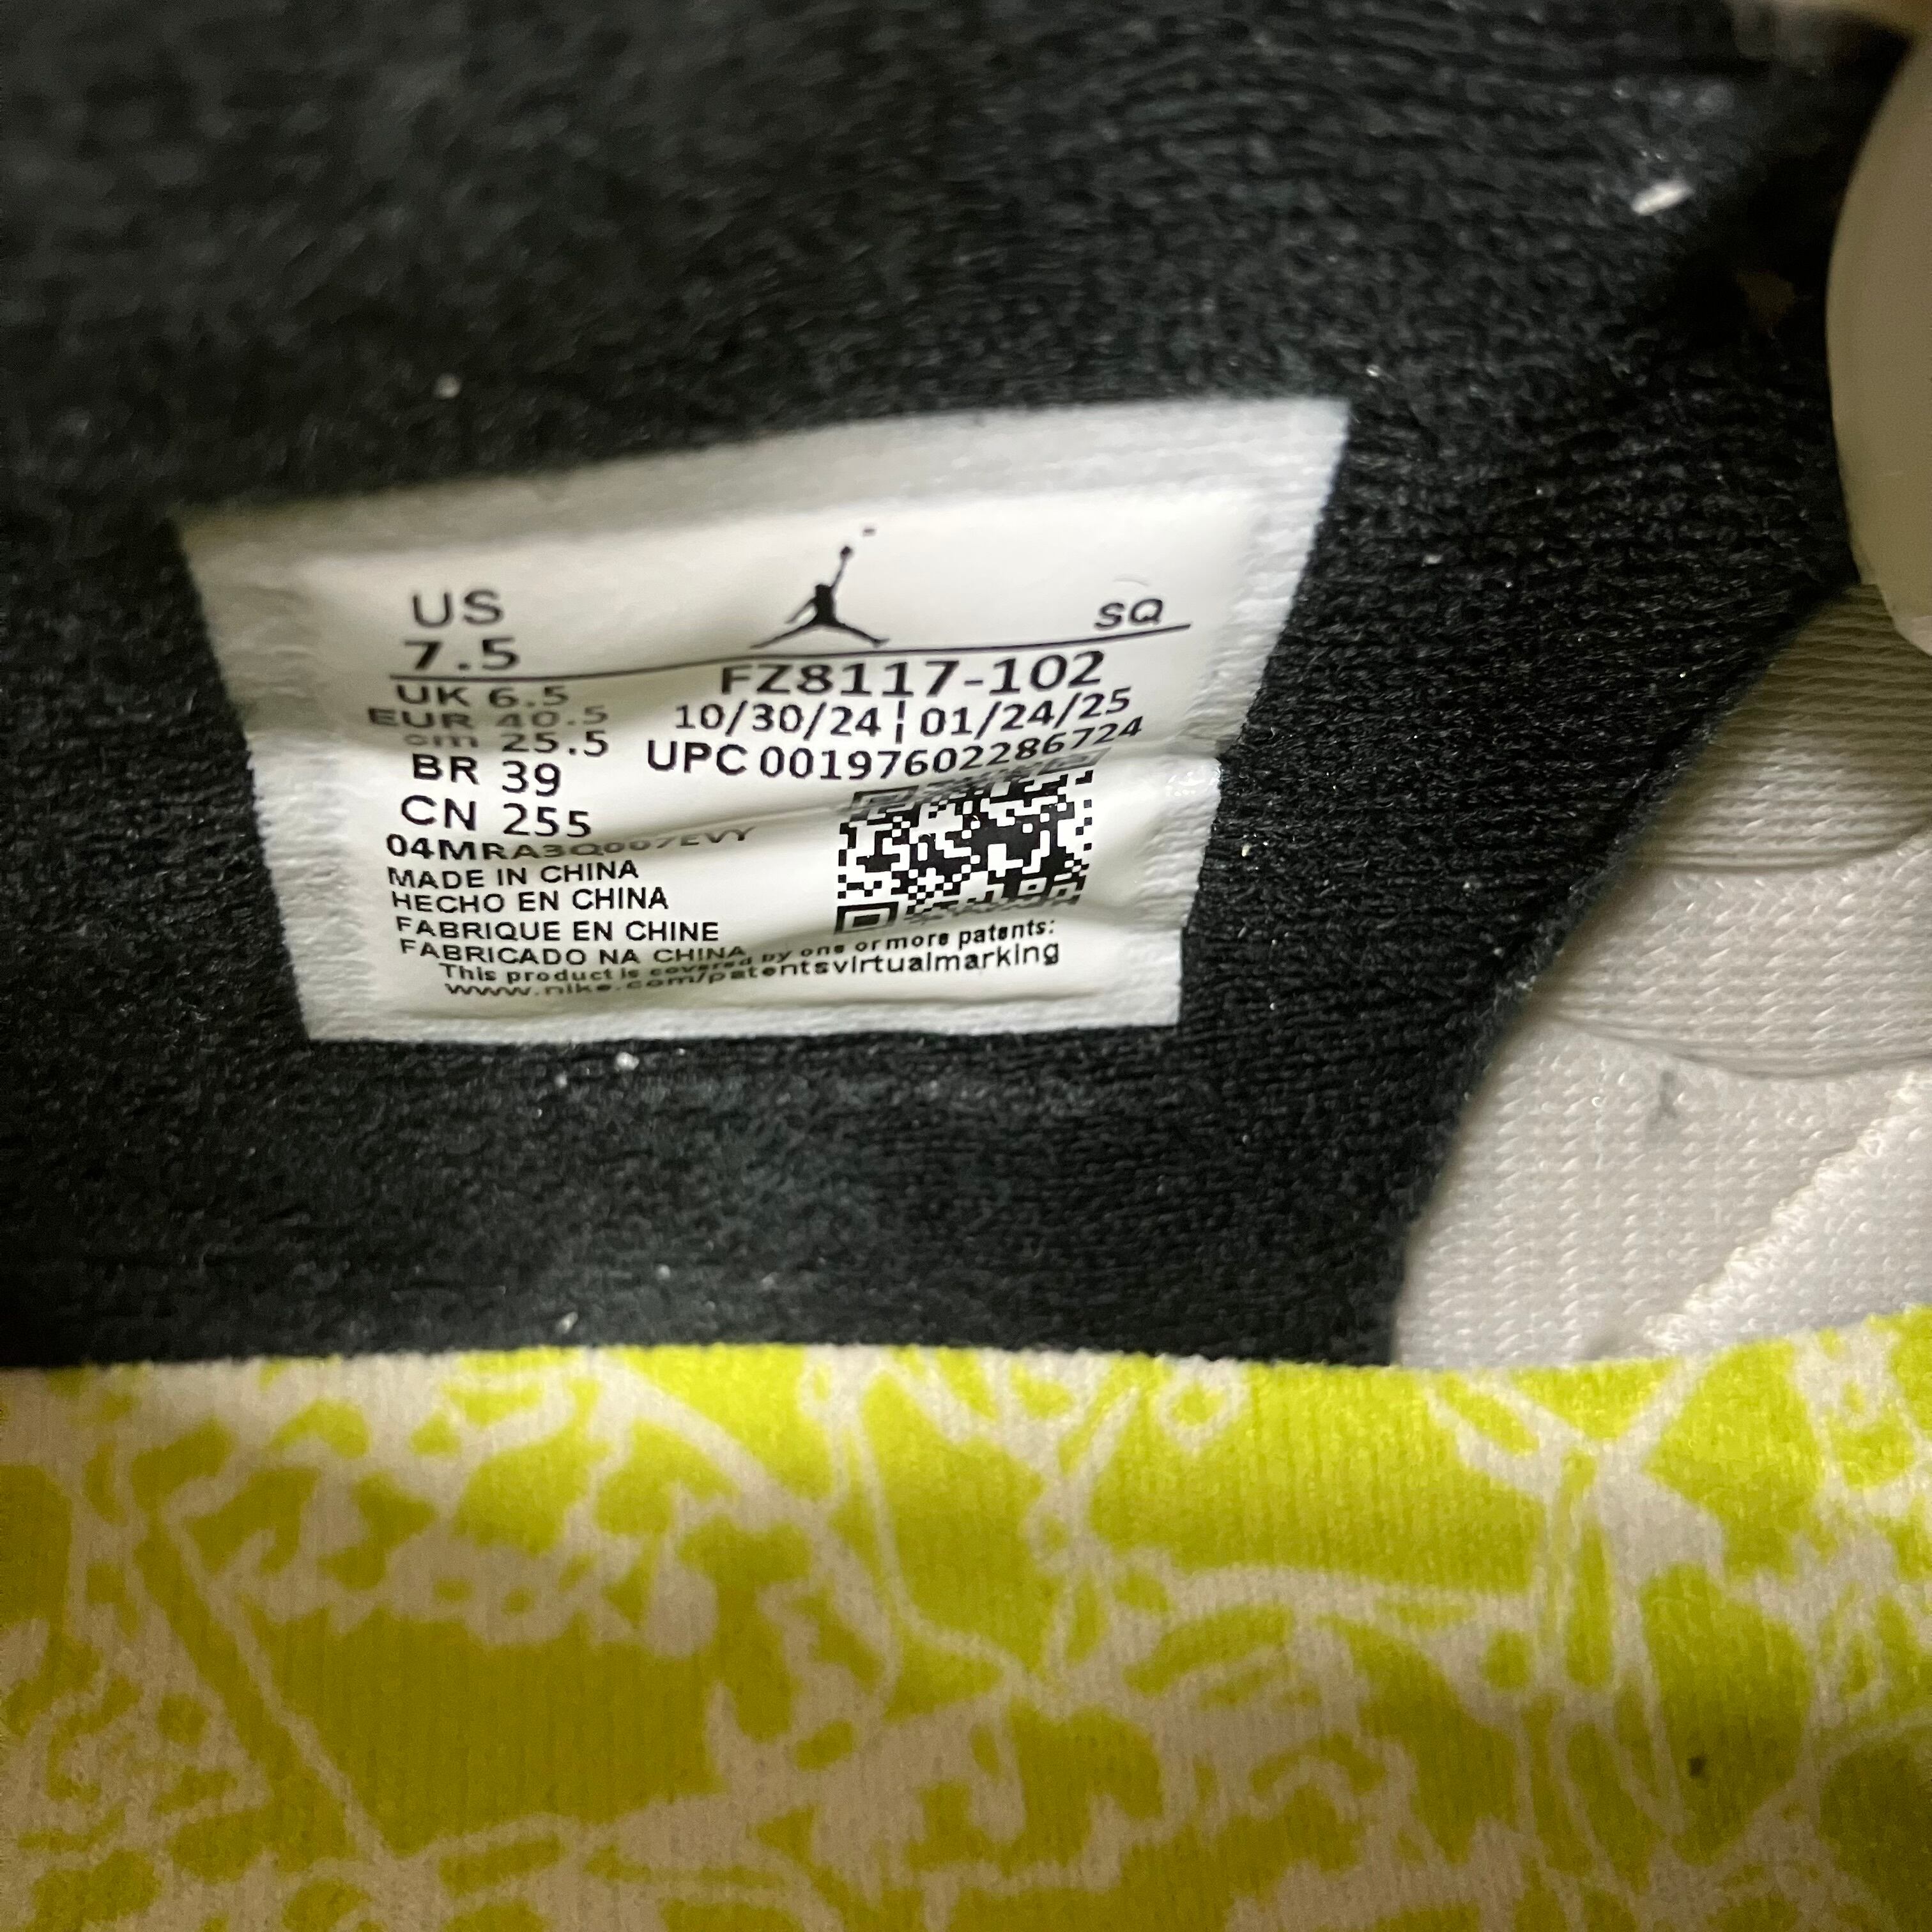 US
7.5
SQ
UK 6.5
EUR 40.5
cm 25.5
BR 39
CN 255
FZ8117-102
10/30/24 ¦ 01/24/25
UPC 00197602286724
04MRA3Q007EVY
MADE IN CHINA
HECHO EN CHINA
FABRIQUE EN CHINE
FABRICADO NA CHINA
This product is covered by one or more patents:
www.nike.com/patentsvirtualmarking